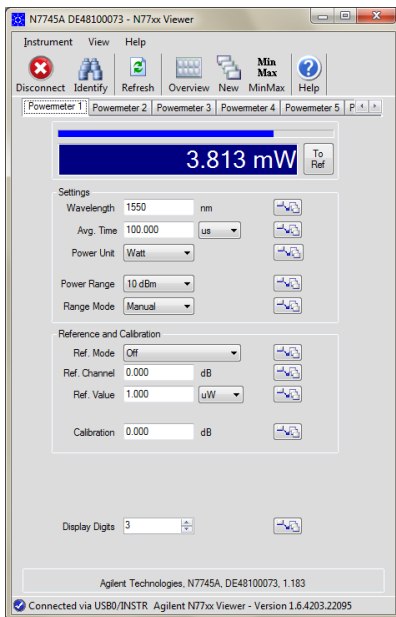 N7745A DE48100073 - N77xx Viewer
Instrument View Help
Min
Max
Disconnect Identify Refresh Overview New MinMax Help
Powermeter 1 Powermeter 2 Powermeter 3 Powermeter 4 Powermeter 5 P
3.813 mW To
Ref
Settings
Wavelength 1550 nm
Avg. Time 100.000 us
Power Unit Watt
Power Range 10 dBm
Range Mode Manual
Reference and Calibration
Ref. Mode Off
Ref. Channel 0.000 dB
Ref. Value 1.000 uW
Calibration 0.000 dB
Display Digits 3
Agilent Technologies, N7745A, DE48100073, 1.183
Connected via USB0/INSTR Agilent N77xx Viewer - Version 1.6.4203.22095